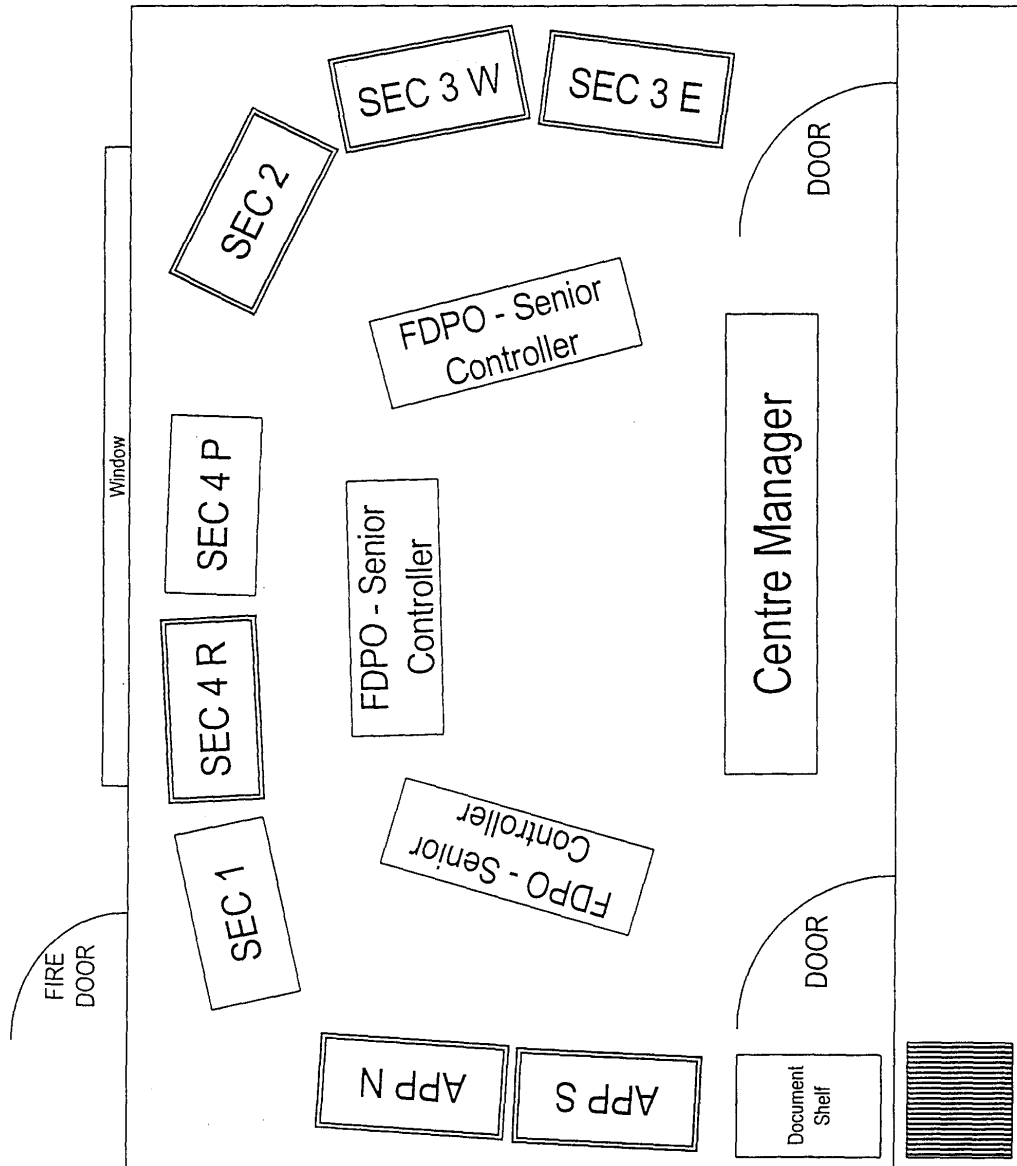 SEC 3 W
SEC 3 E
SEC 2
DOOR
FDPO - Senior
Controller
Window
SEC 4 P
FDPO - Senior
Controller
Centre Manager
SEC 4 R
FDPO - Senior
Controller
SEC 1
FIRE
DOOR
DOOR
APP N
APP S
Document
Shelf